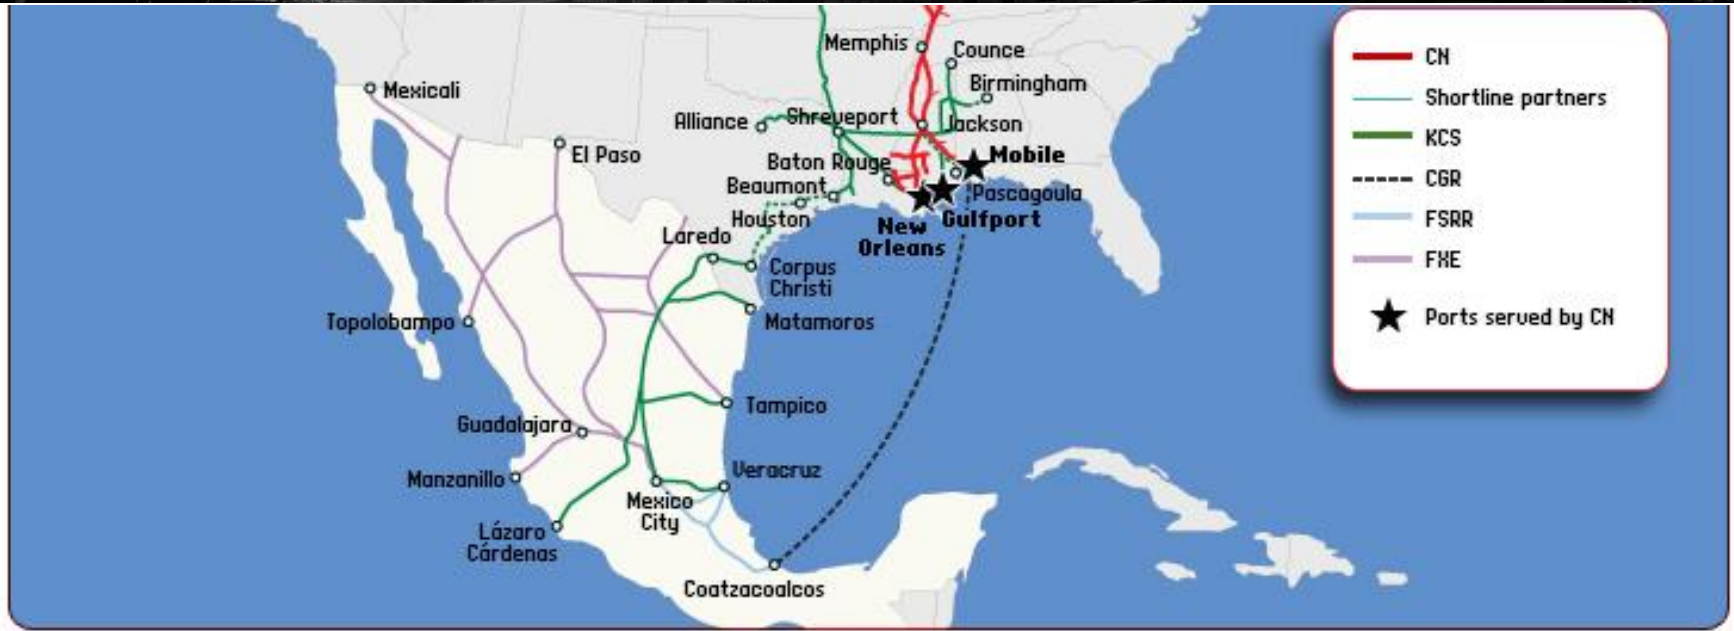 Memphis
Counce
Birmingham
Mexicali
Alliance
Shreveport
Jackson
El Paso
Baton Rouge
Mobile
Beaumont
Pascagoula
Houston
New
Orleans
Gulfport
Laredo
Corpus
Christi
Topolobampo
Matamoros
Tampico
Guadalajara
Manzanillo
Veracruz
Mexico
City
Lázaro
Cárdenas
Coatzacoalcos
CN
Shortline partners
KCS
CGR
FSRR
FXE
Ports served by CN